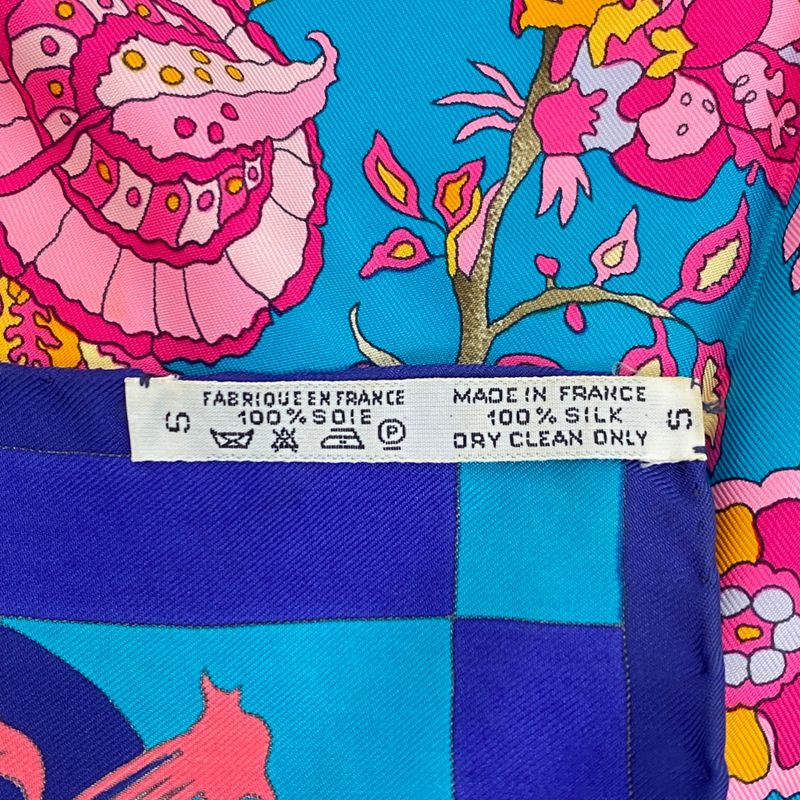 S
FABRIQUE EN FRANCE
100% SOIE
P
MADE IN FRANCE
100% SILK
DRY CLEAN ONLY
S